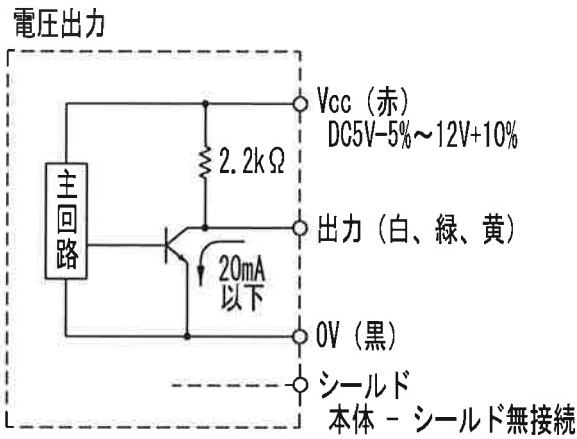 電圧出力
Vcc (赤)
DC5V-5%～12V+10%
2.2kΩ
主回路
出力 (白、緑、黄)
20mA
以下
0V (黒)
シールド
本体 - シールド無接続